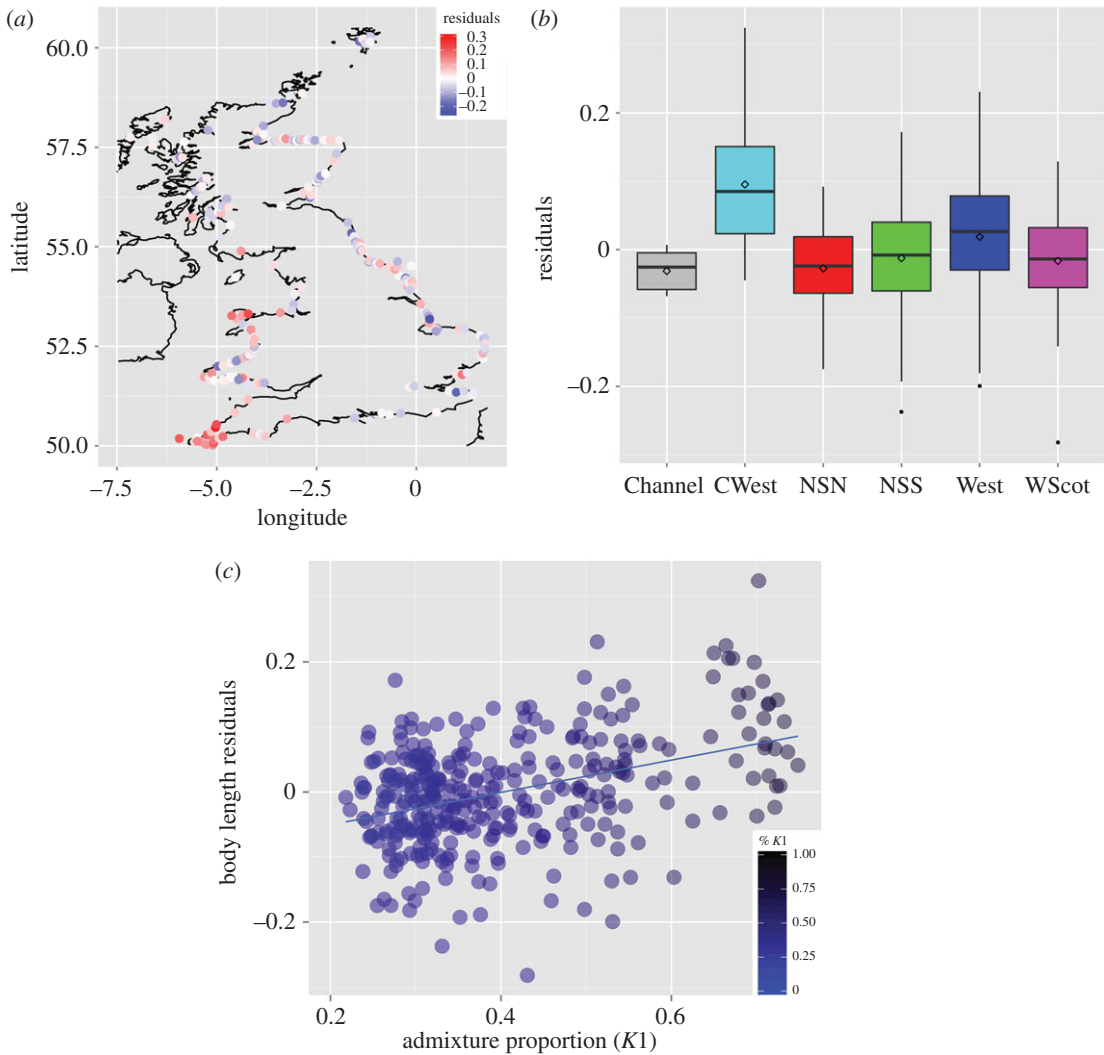 (a)
residuals
0.3
0.2
0.1
0
−0.1
−0.2
60.0
57.5
55.0
52.5
50.0
latitude
−7.5 −5.0 −2.5 0
longitude
(b)
0.2
0
−0.2
residuals
Channel CWest NSN NSS West WScot
(c)
0.2
0
−0.2
body length residuals
% K1
1.00
0.75
0.50
0.25
0
0.2 0.4 0.6
admixture proportion (K1)